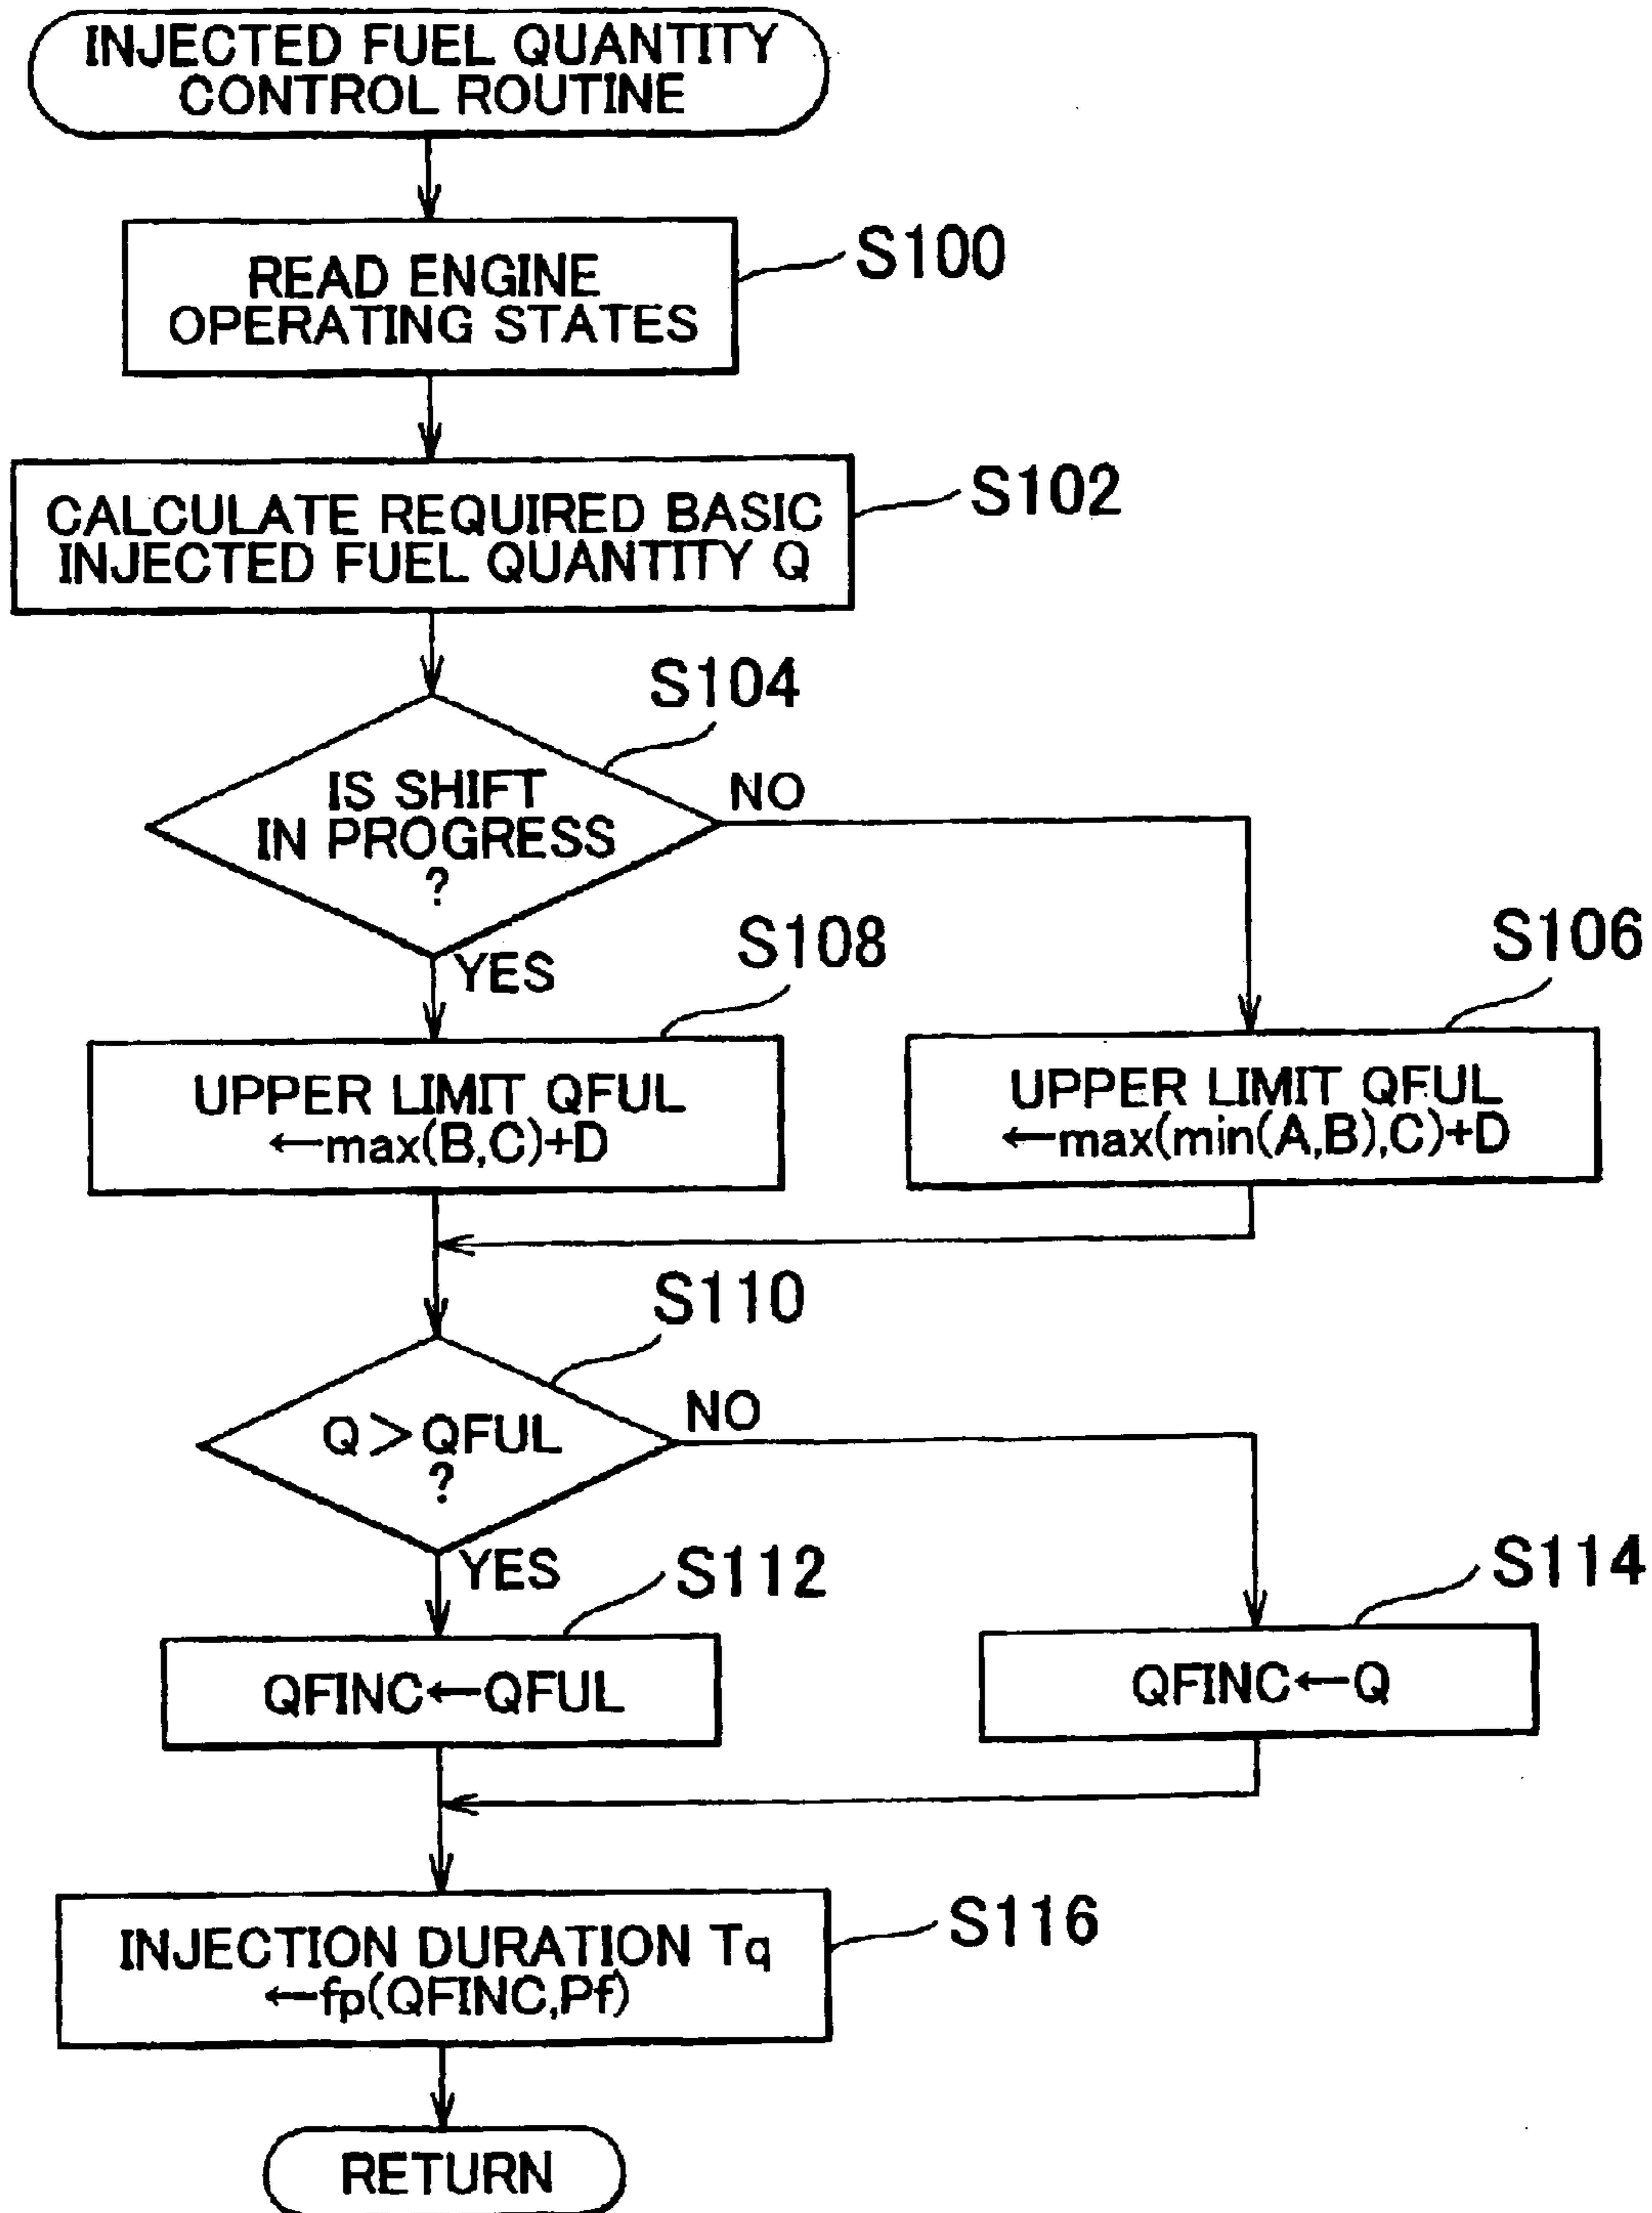 INJECTED FUEL QUANTITY
CONTROL ROUTINE
READ ENGINE
OPERATING STATES
S100
CALCULATE REQUIRED BASIC
INJECTED FUEL QUANTITY Q
S102
S104
IS SHIFT
IN PROGRESS
?
NO
YES
S108
S106
UPPER LIMIT QFUL
←max(B,C)+D
UPPER LIMIT QFUL
←max(min(A,B),C)+D
S110
Q>QFUL
?
NO
YES
S112
S114
QFINC←QFUL
QFINC←Q
INJECTION DURATION Tq
←fp(QFINC,Pf)
S116
RETURN